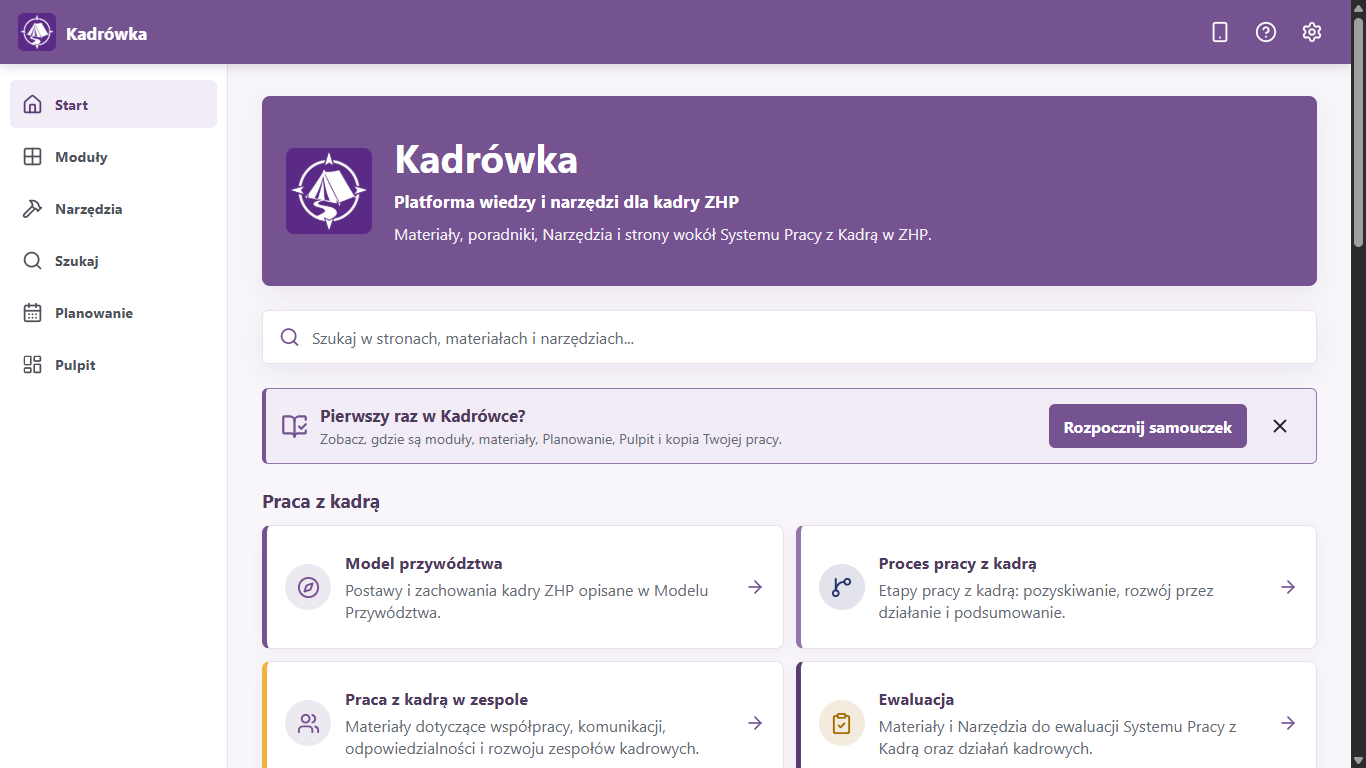 Kadrówka
Start
Moduły
Narzędzia
Szukaj
Planowanie
Pulpit
Kadrówka
Platforma wiedzy i narzędzi dla kadry ZHP
Materiały, poradniki, Narzędzia i strony wokół Systemu Pracy z Kadrą w ZHP.
Szukaj w stronach, materiałach i narzędziach...
Pierwszy raz w Kadrówce?
Zobacz, gdzie są moduły, materiały, Planowanie, Pulpit i kopia Twojej pracy.
Rozpocznij samouczek
Praca z kadrą
Model przywództwa
Postawy i zachowania kadry ZHP opisane w Modelu
Przywództwa.
Proces pracy z kadrą
Etapy pracy z kadrą: pozyskiwanie, rozwój przez
działanie i podsumowanie.
Praca z kadrą w zespole
Materiały dotyczące współpracy, komunikacji,
odpowiedzialności i rozwoju zespołów kadrowych.
Ewaluacja
Materiały i Narzędzia do ewaluacji Systemu Pracy z
Kadrą oraz działań kadrowych.